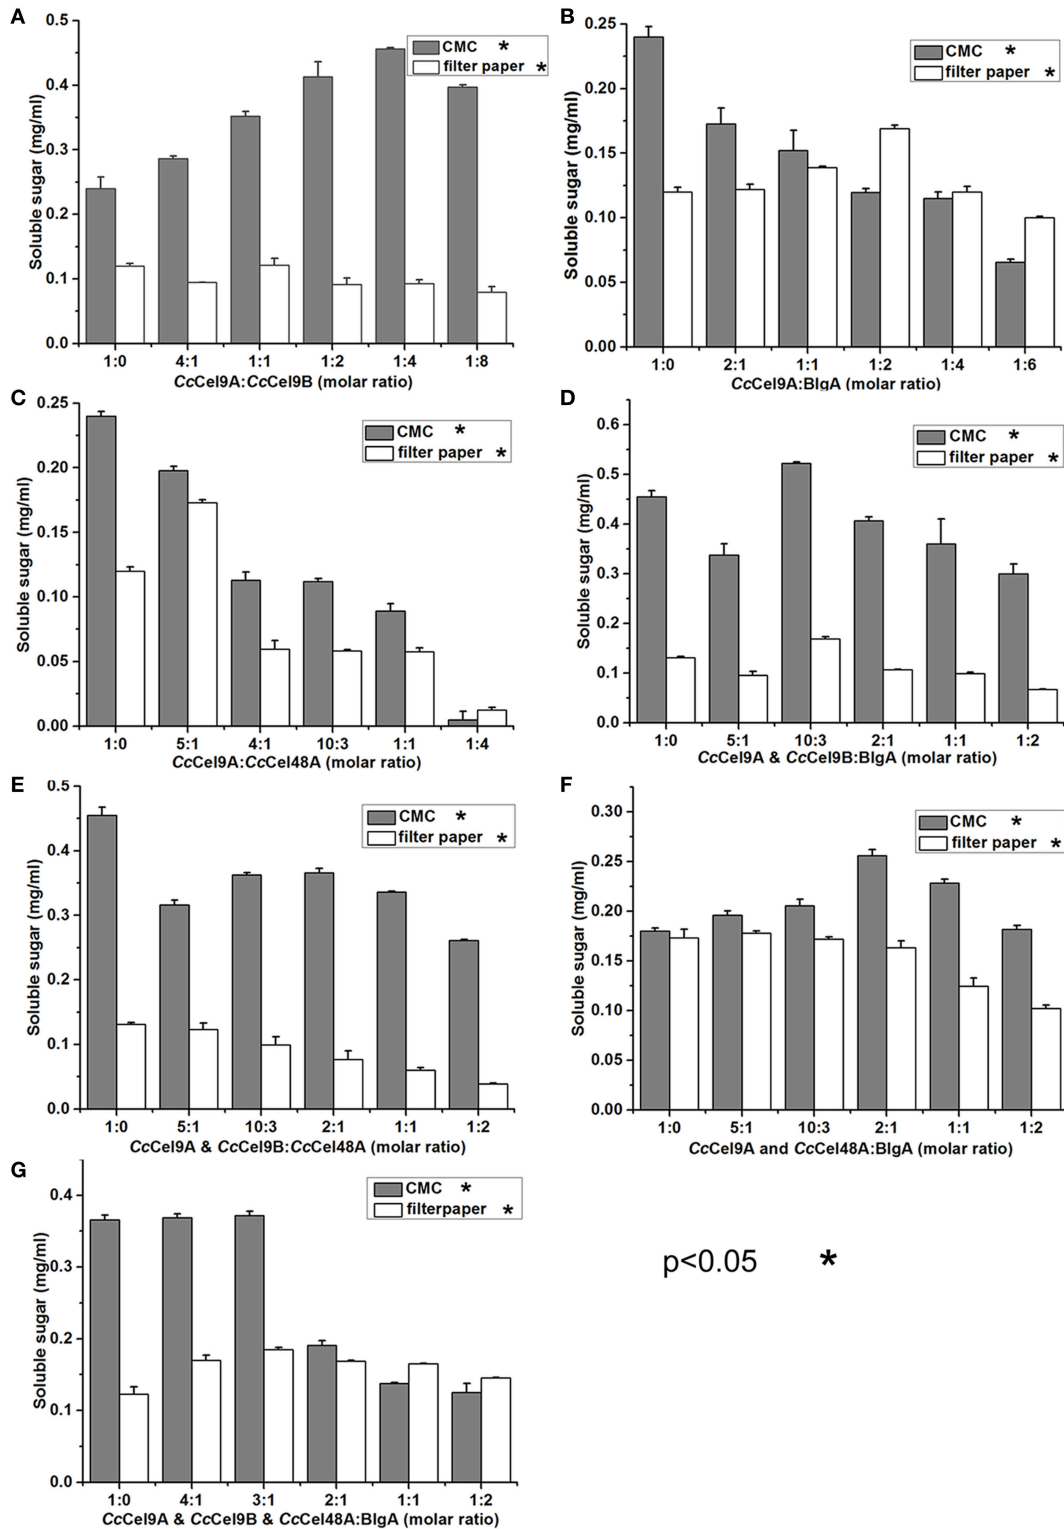 A
Soluble sugar (mg/ml)
0.5
0.4
0.3
0.2
0.1
0.0
CMC *
filter paper *
1:0 4:1 1:1 1:2 1:4 1:8
CcCel9A:CcCel9B (molar ratio)
B
Soluble sugar (mg/ml)
0.25
0.20
0.15
0.10
0.05
0.00
CMC *
filter paper *
1:0 2:1 1:1 1:2 1:4 1:6
CcCel9A:BlgA (molar ratio)
C
Soluble sugar (mg/ml)
0.25
0.20
0.15
0.10
0.05
0.00
CMC *
filter paper *
1:0 5:1 4:1 10:3 1:1 1:4
CcCel9A:CcCel48A (molar ratio)
D
Soluble sugar (mg/ml)
0.6
0.5
0.4
0.3
0.2
0.1
0.0
CMC *
filter paper *
1:0 5:1 10:3 2:1 1:1 1:2
CcCel9A & CcCel9B:BlgA (molar ratio)
E
Soluble sugar (mg/ml)
0.5
0.4
0.3
0.2
0.1
0.0
CMC *
filter paper *
1:0 5:1 10:3 2:1 1:1 1:2
CcCel9A & CcCel9B:CcCel48A (molar ratio)
F
Soluble sugar (mg/ml)
0.30
0.25
0.20
0.15
0.10
0.05
0.00
CMC *
filter paper *
1:0 5:1 10:3 2:1 1:1 1:2
CcCel9A and CcCel48A:BlgA (molar ratio)
G
Soluble sugar (mg/ml)
0.4
0.3
0.2
0.1
0.0
CMC *
filterpaper *
1:0 4:1 3:1 2:1 1:1 1:2
CcCel9A & CcCel9B & CcCel48A:BlgA (molar ratio)
p<0.05 *